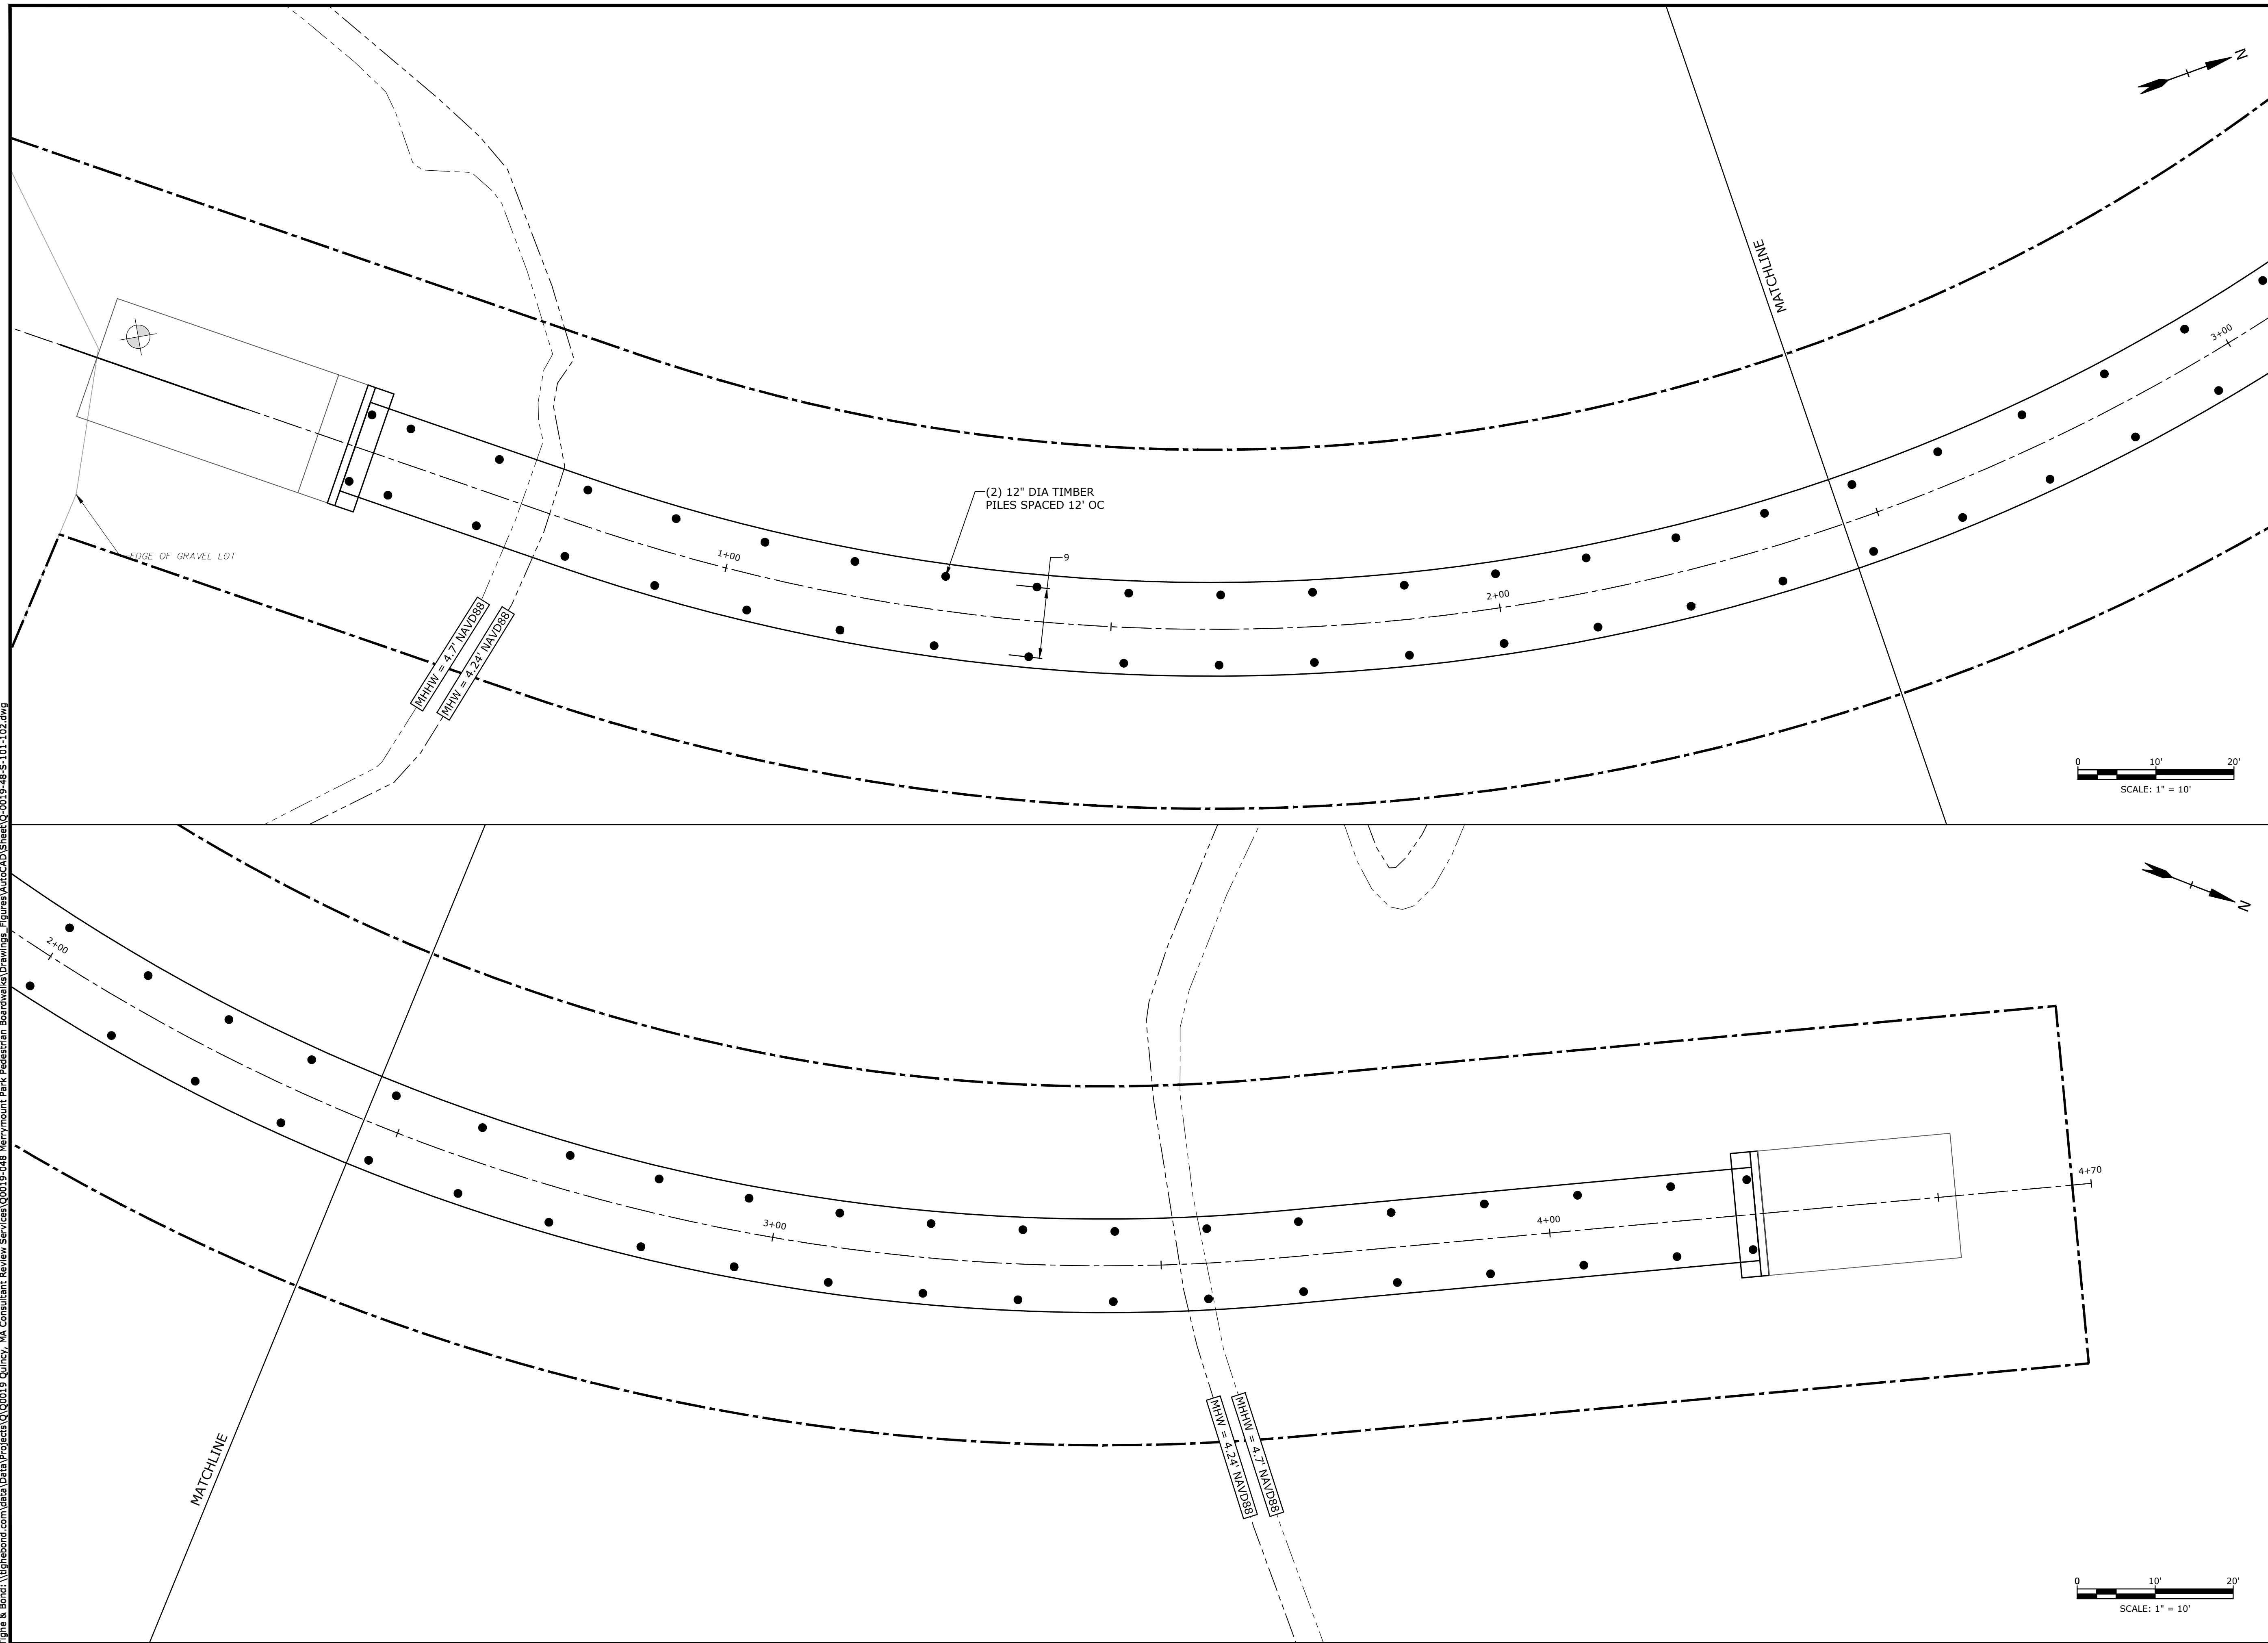 N
MATCHLINE
3+00
(2) 12" DIA TIMBER
PILES SPACED 12' OC
9
1+00
EDGE OF GRAVEL LOT
2+00
MHHW = 4.7' NAVD88
MHW = 4.24' NAVD88
0 10' 20'
SCALE: 1" = 10'
N
2+00
3+00
4+00
4+70
MATCHLINE
MHW = 4.24' NAVD88
MHHW = 4.7' NAVD88
0 10' 20'
SCALE: 1" = 10'
Tighe & Bond: \\tighebond.com\data\Data\Projects\Q\Q0019 Quincy, MA Consultant Review Services\Q0019-048 Merrymount Park Pedestrian Boardwalks\Drawings_Figures\AutoCAD\Sheet\Q-0019-48-S-101-102.dwg